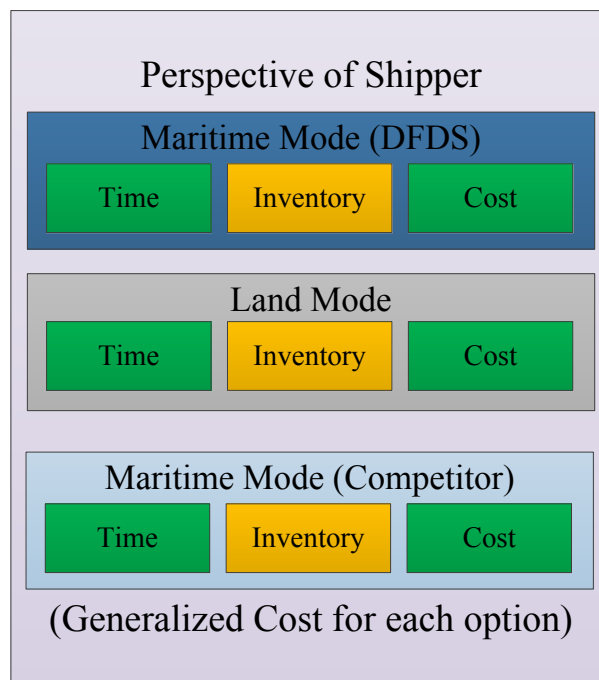 Perspective of Shipper
Maritime Mode (DFDS)
Time Inventory Cost
Land Mode
Time Inventory Cost
Maritime Mode (Competitor)
Time Inventory Cost
(Generalized Cost for each option)